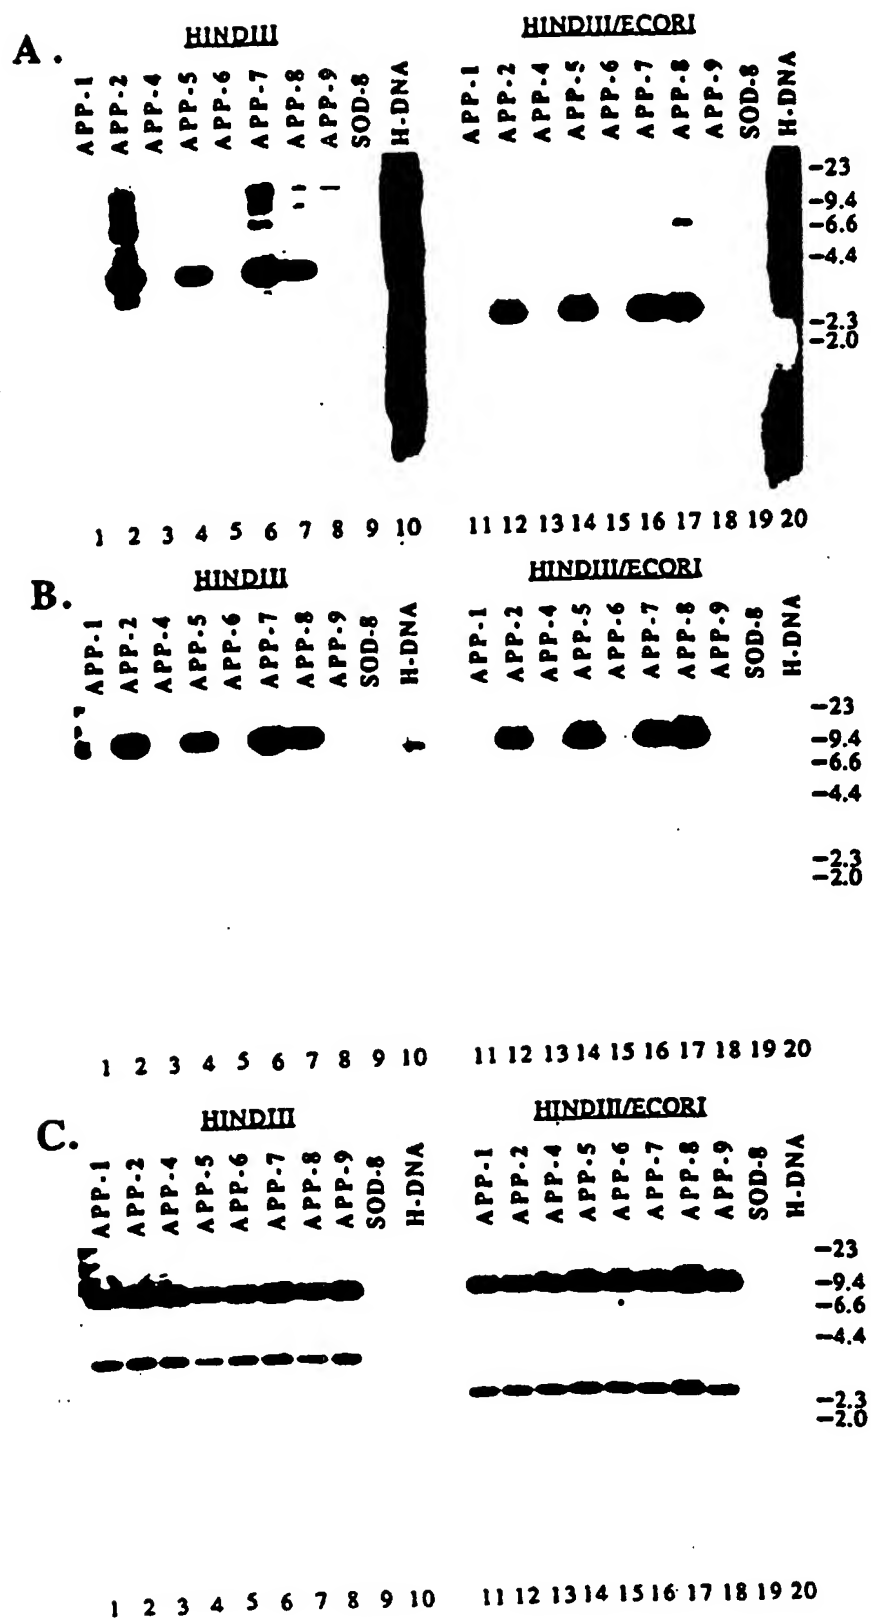 A.
HINDIII
HINDIII/ECORI
APP-1 APP-2 APP-4 APP-5 APP-6 APP-7 APP-8 APP-9 SOD-8 H-DNA
APP-1 APP-2 APP-4 APP-5 APP-6 APP-7 APP-8 APP-9 SOD-8 H-DNA
-23
-9.4
-6.6
-4.4
-2.3
-2.0
1 2 3 4 5 6 7 8 9 10
11 12 13 14 15 16 17 18 19 20
B.
HINDIII
HINDIII/ECORI
APP-1 APP-2 APP-4 APP-5 APP-6 APP-7 APP-8 APP-9 SOD-8 H-DNA
APP-1 APP-2 APP-4 APP-5 APP-6 APP-7 APP-8 APP-9 SOD-8 H-DNA
-23
-9.4
-6.6
-4.4
-2.3
-2.0
1 2 3 4 5 6 7 8 9 10
11 12 13 14 15 16 17 18 19 20
C.
HINDIII
HINDIII/ECORI
APP-1 APP-2 APP-4 APP-5 APP-6 APP-7 APP-8 APP-9 SOD-8 H-DNA
APP-1 APP-2 APP-4 APP-5 APP-6 APP-7 APP-8 APP-9 SOD-8 H-DNA
-23
-9.4
-6.6
-4.4
-2.3
-2.0
1 2 3 4 5 6 7 8 9 10
11 12 13 14 15 16 17 18 19 20